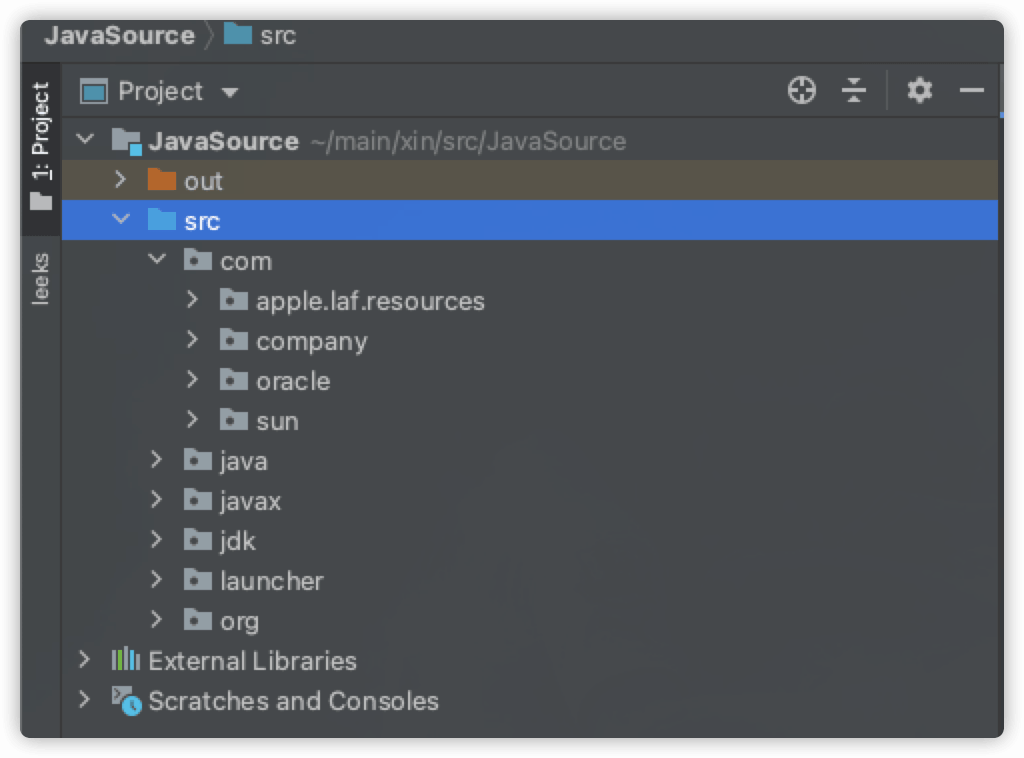 JavaSource src
Project
1: Project
leeks
JavaSource ~/main/xin/src/JavaSource
out
src
com
apple.laf.resources
company
oracle
sun
java
javax
jdk
launcher
org
External Libraries
Scratches and Consoles